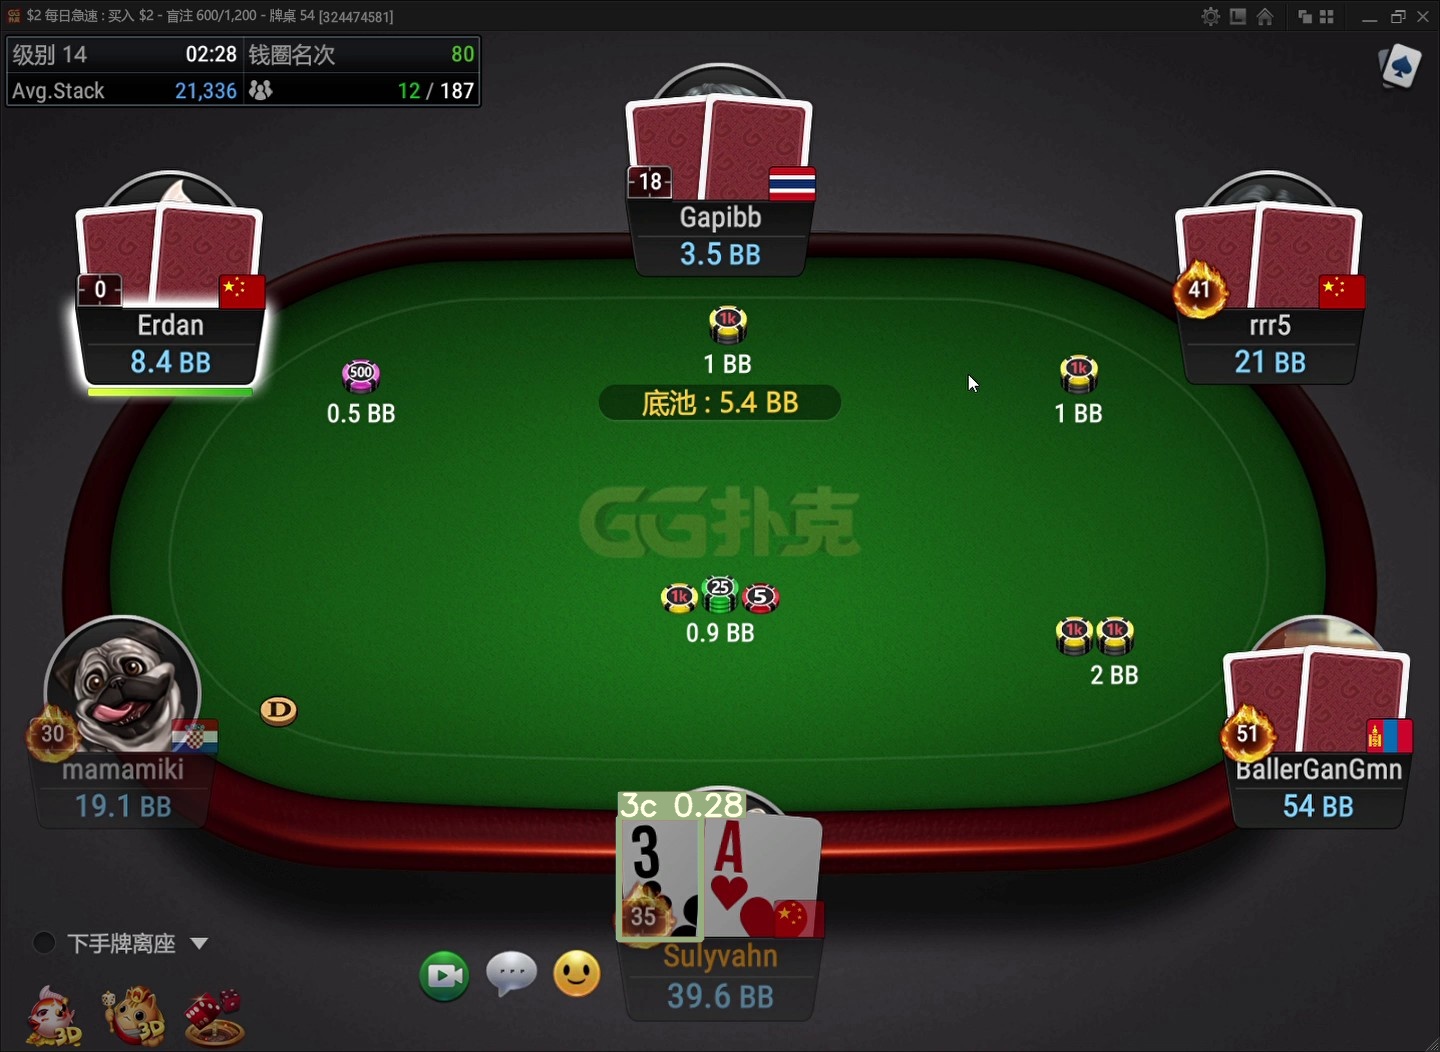 $2 每日急速 : 买入 $2 - 盲注 600/1,200 - 牌桌 54 [324474581]
级别 14 02:28 钱圈名次 80
Avg.Stack 21,336 12 / 187
18
Gapibb
3.5 BB
0
Erdan
8.4 BB
41
rrr5
21 BB
1k
1 BB
500
0.5 BB
1k
1 BB
底池 : 5.4 BB
GG扑克
1k 25 5
0.9 BB
1k 1k
2 BB
D
30
mamamiki
19.1 BB
51
BallerGanGmn
54 BB
3c 0.28
3 A
35
Sulyvahn
39.6 BB
下手牌离座
3D 3D